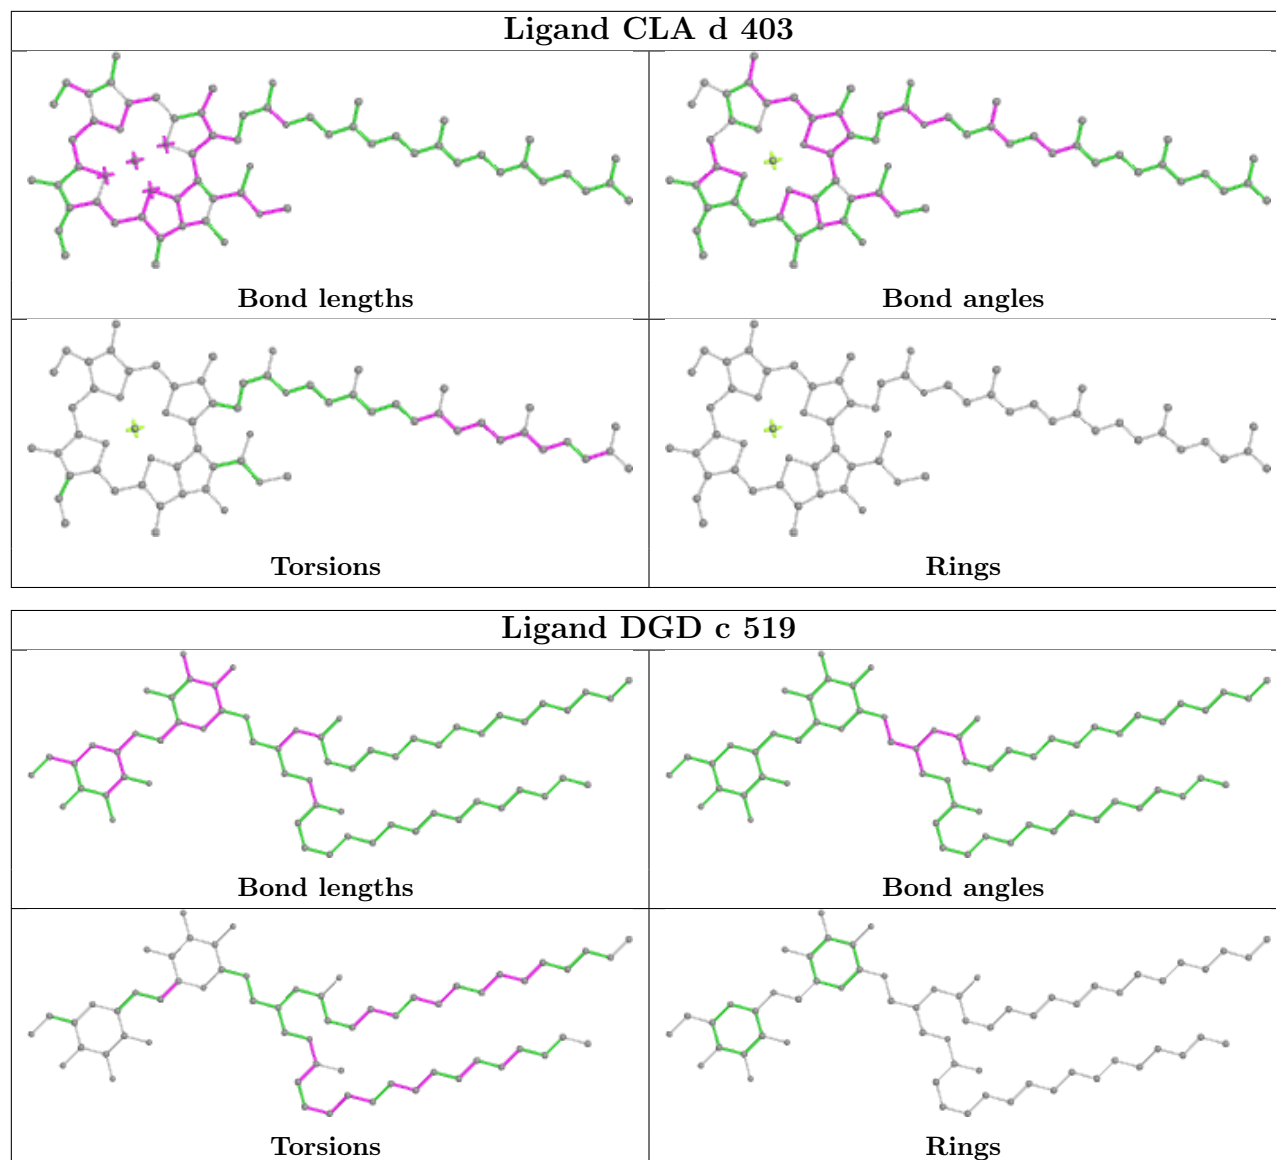 Ligand CLA d 403
Bond lengths
Bond angles
Torsions
Rings
Ligand DGD c 519
Bond lengths
Bond angles
Torsions
Rings